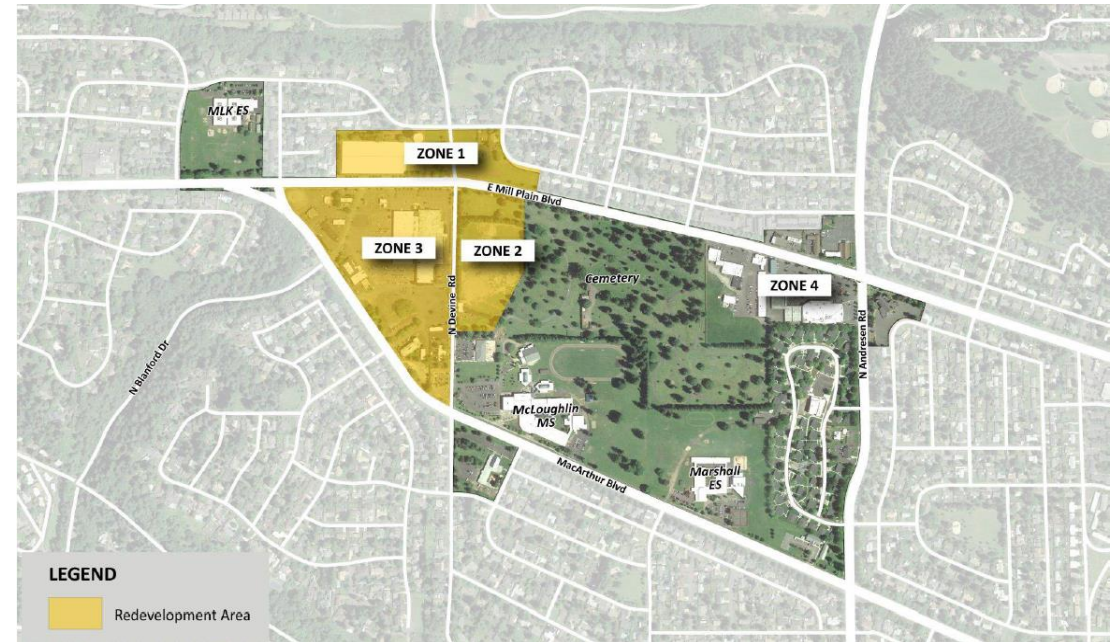 MLK ES
ZONE 1
E Mill Plain Blvd
ZONE 3
ZONE 2
Cemetery
ZONE 4
N Devine Rd
N Andresen Rd
N Blanford Dr
McLoughlin
MS
MacArthur Blvd
Marshall
ES
LEGEND
Redevelopment Area